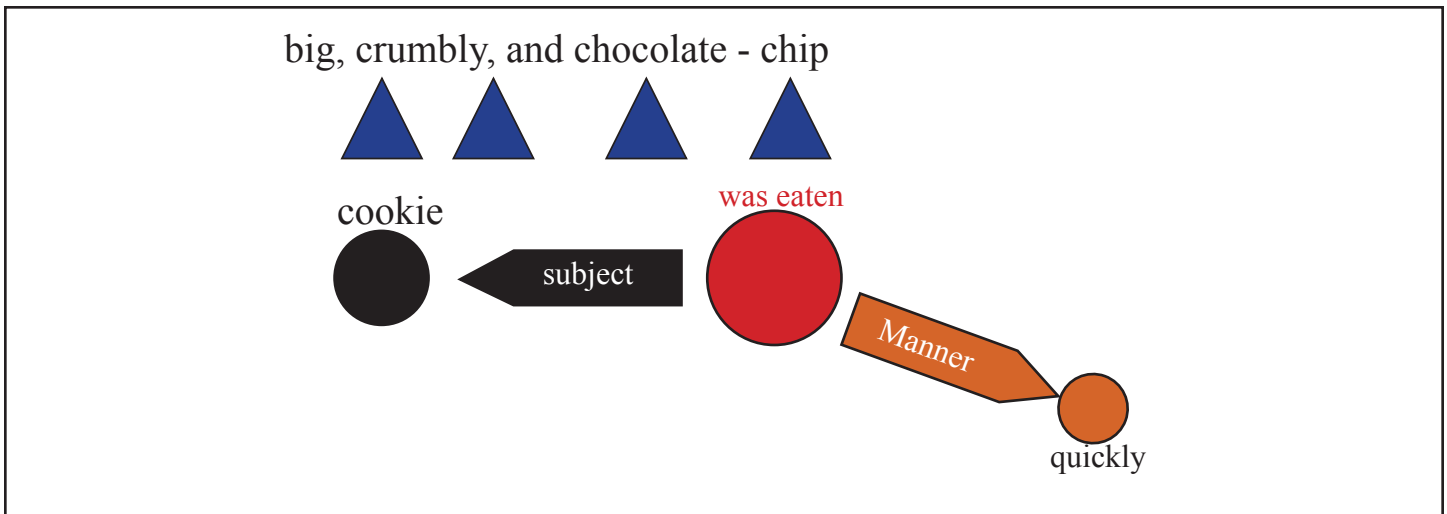 big, crumbly, and chocolate - chip
was eaten
cookie
subject
Manner
quickly